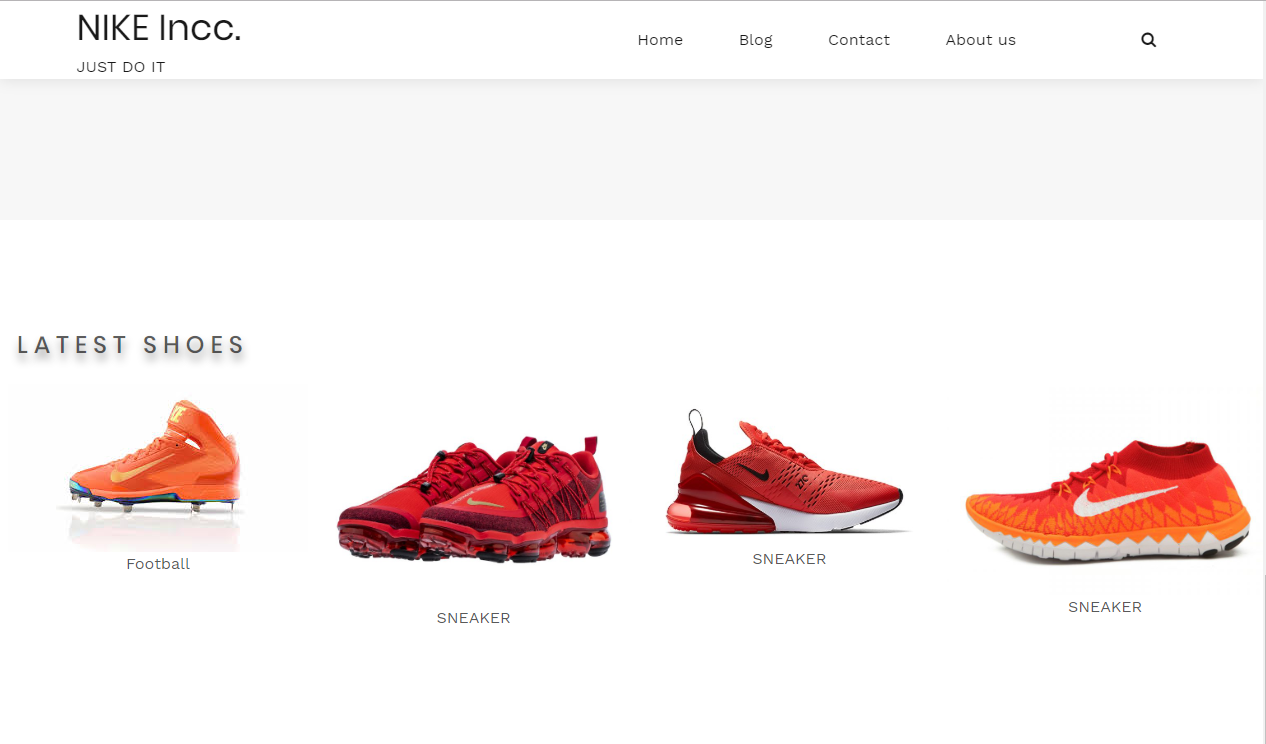 NIKE Incc.
JUST DO IT
Home Blog Contact About us
LATEST SHOES
Football
SNEAKER
SNEAKER
SNEAKER